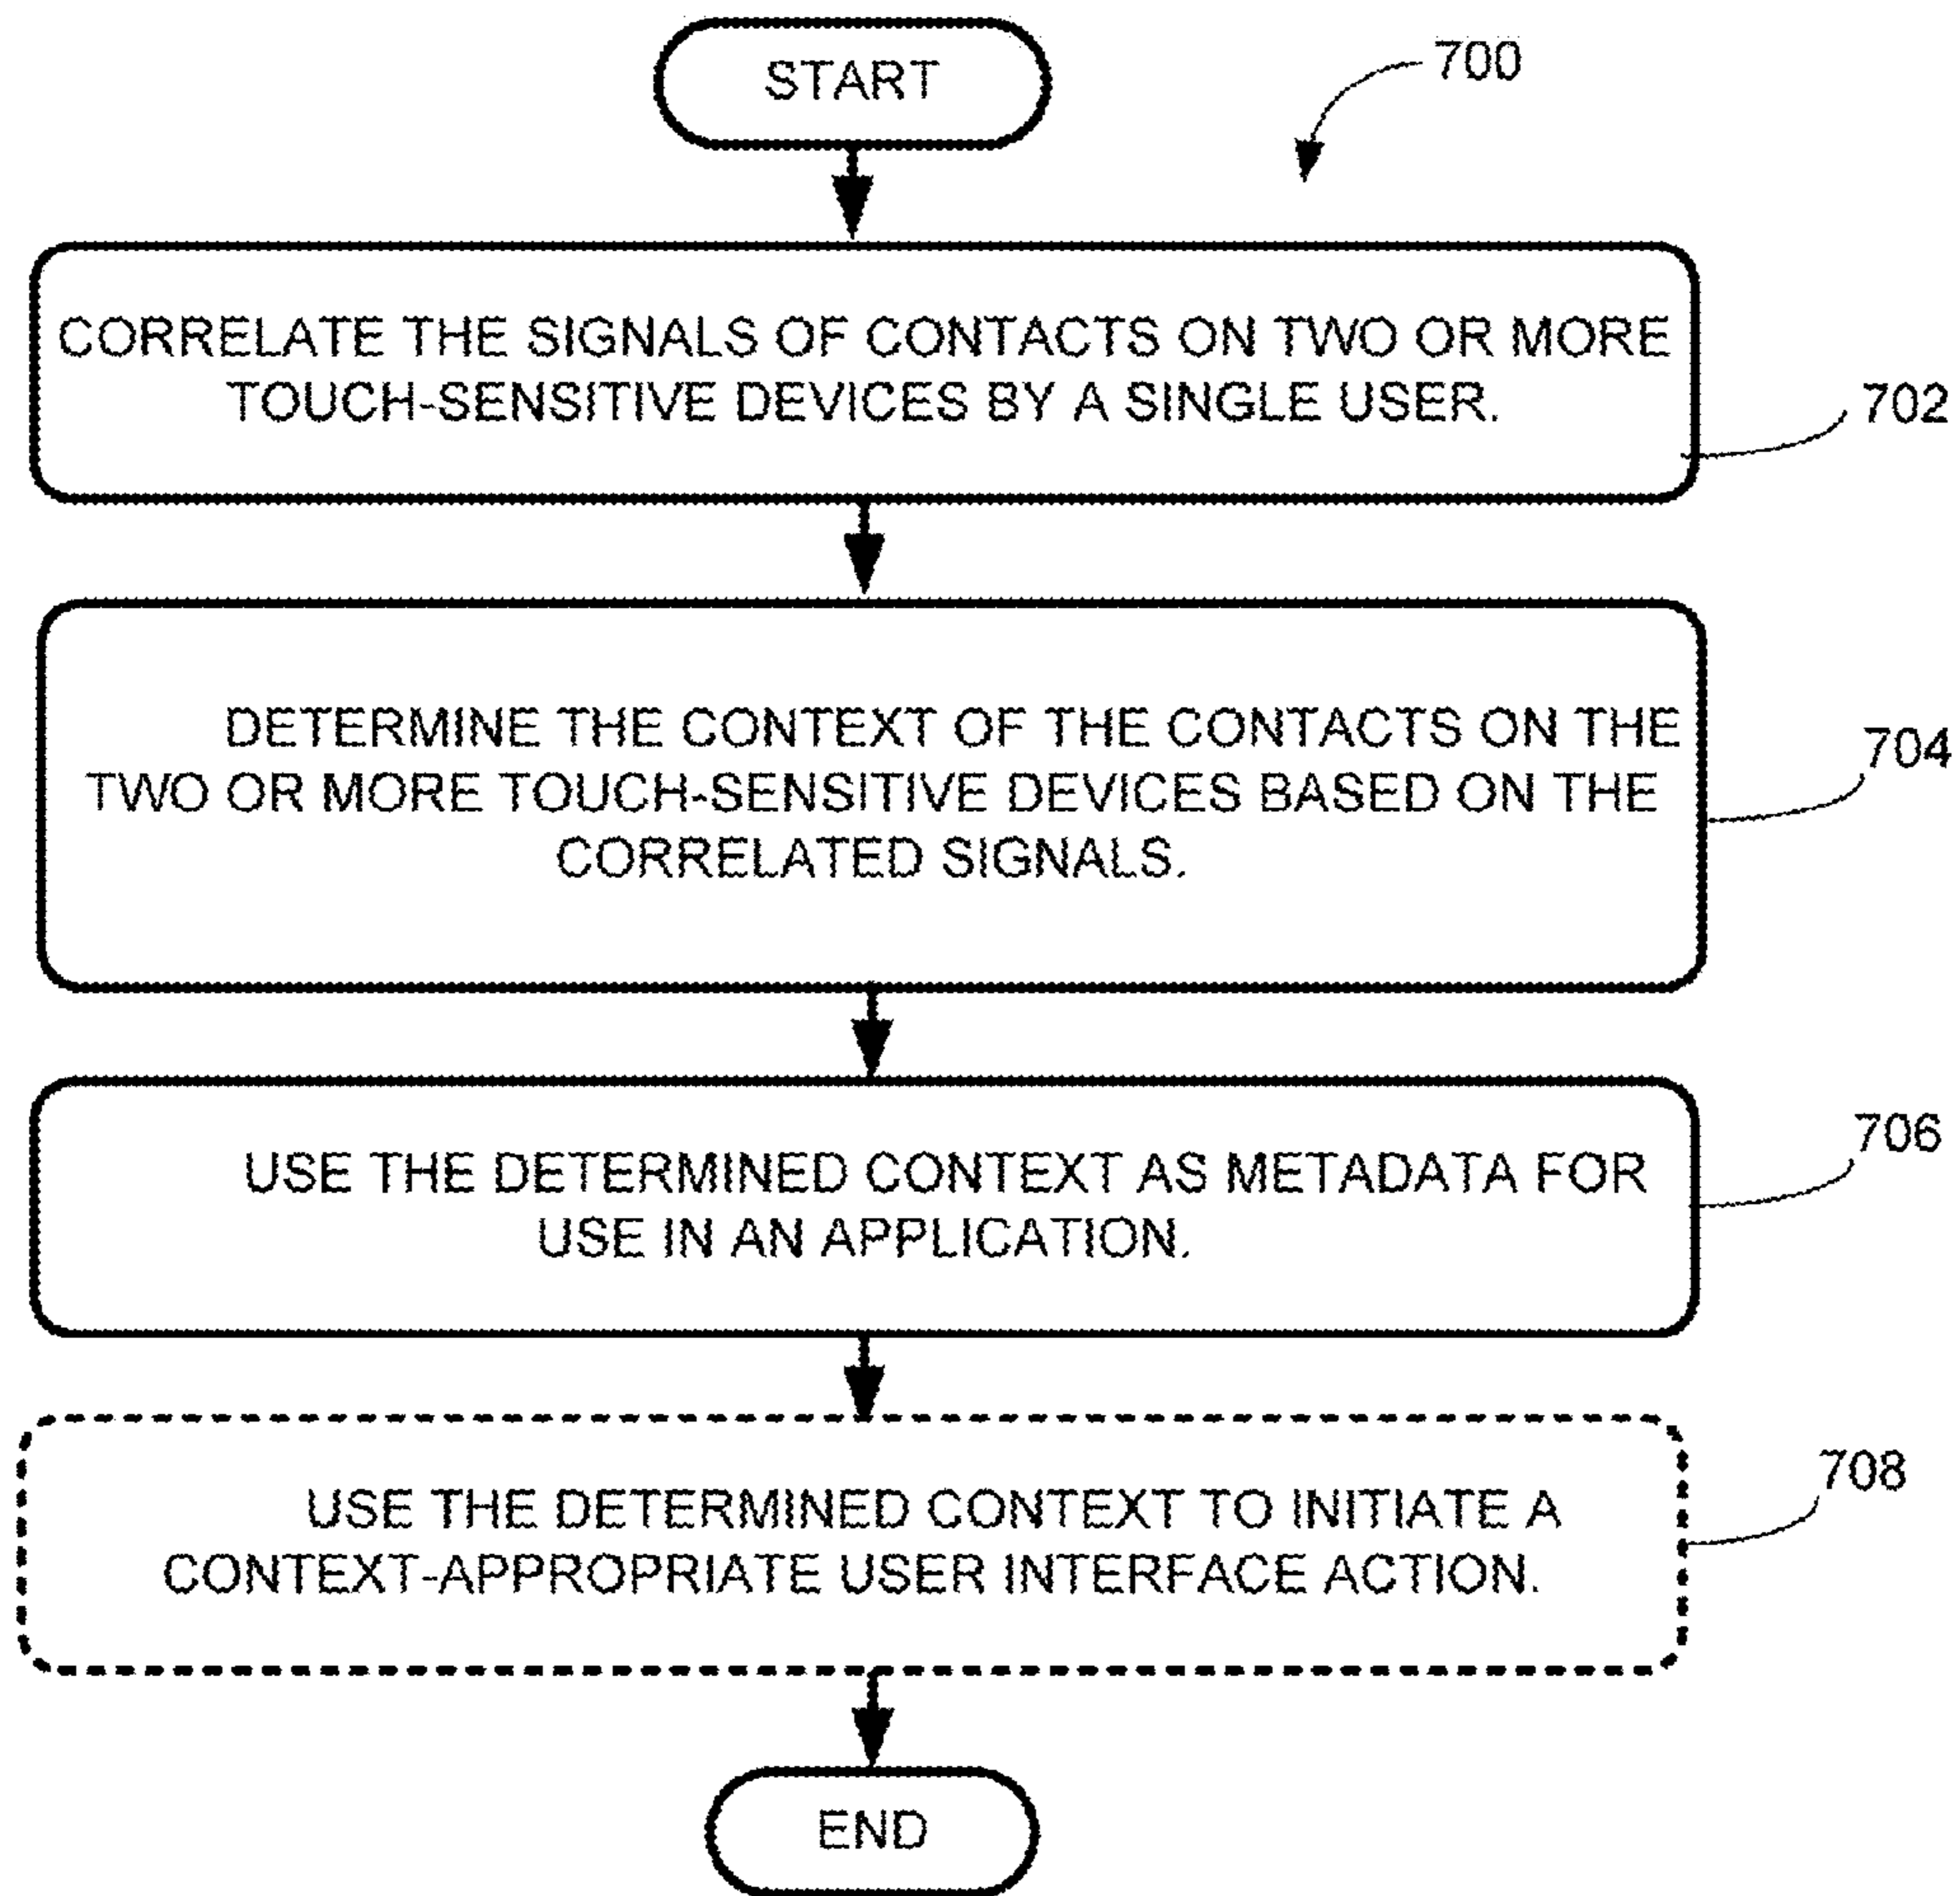 START
700
CORRELATE THE SIGNALS OF CONTACTS ON TWO OR MORE
TOUCH-SENSITIVE DEVICES BY A SINGLE USER.
702
DETERMINE THE CONTEXT OF THE CONTACTS ON THE
TWO OR MORE TOUCH-SENSITIVE DEVICES BASED ON THE
CORRELATED SIGNALS.
704
USE THE DETERMINED CONTEXT AS METADATA FOR
USE IN AN APPLICATION.
706
USE THE DETERMINED CONTEXT TO INITIATE A
CONTEXT-APPROPRIATE USER INTERFACE ACTION.
708
END